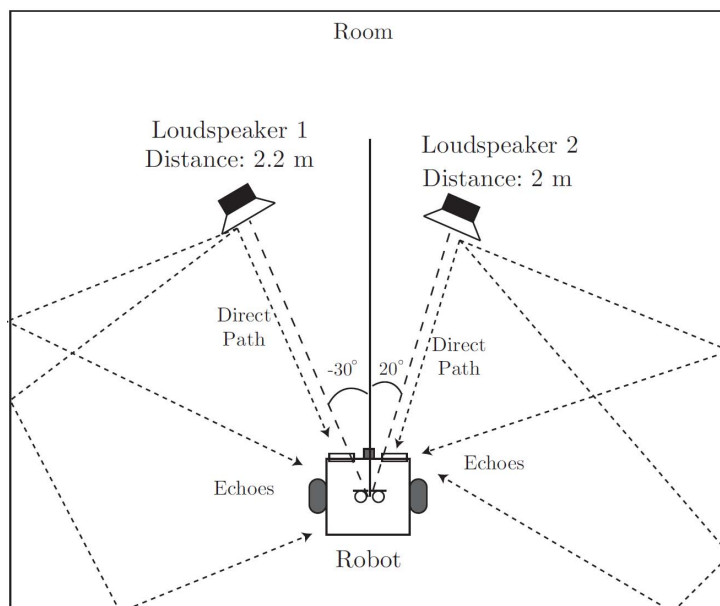 Room
Loudspeaker 1
Distance: 2.2 m
Loudspeaker 2
Distance: 2 m
Direct
Path
-30°
20°
Direct
Path
Echoes
Echoes
Robot